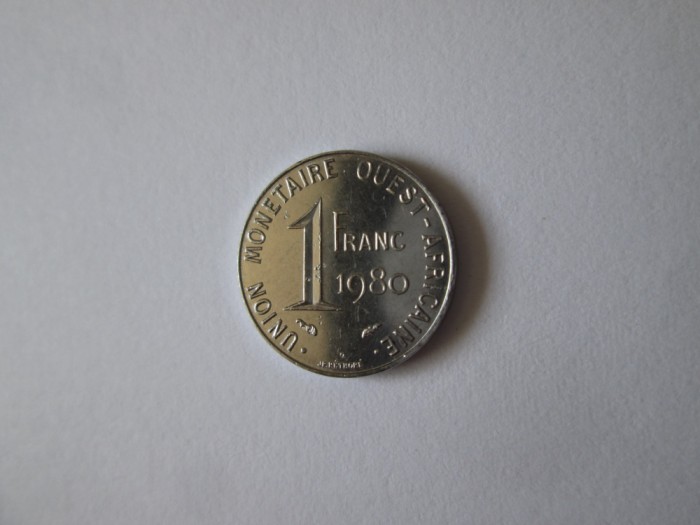 · UNION MONETAIRE OUEST-AFRICAINE ·
1 FRANC
1980